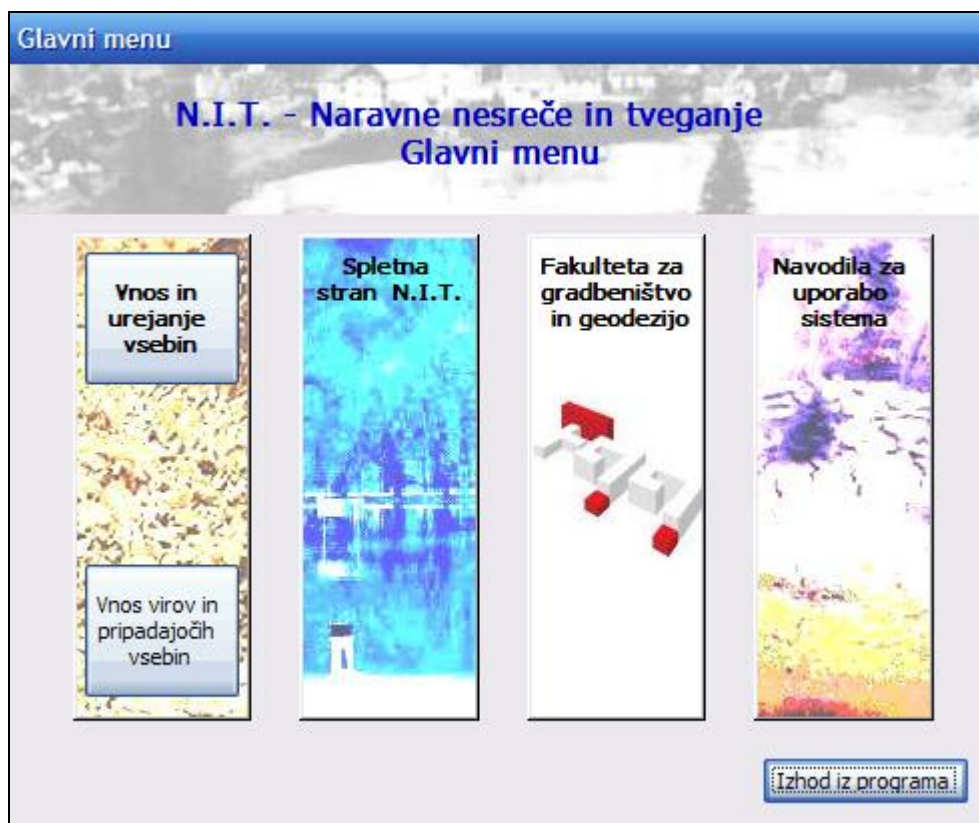 Glavni menu
N.I.T. - Naravne nesreče in tveganje
Glavni menu
Vnos in
urejanje
vsebin
Vnos virov in
pripadajočih
vsebin
Spletna
stran N.I.T.
Fakulteta za
gradbeništvo
in geodezijo
Navodila za
uporabo
sistema
Izhod iz programa